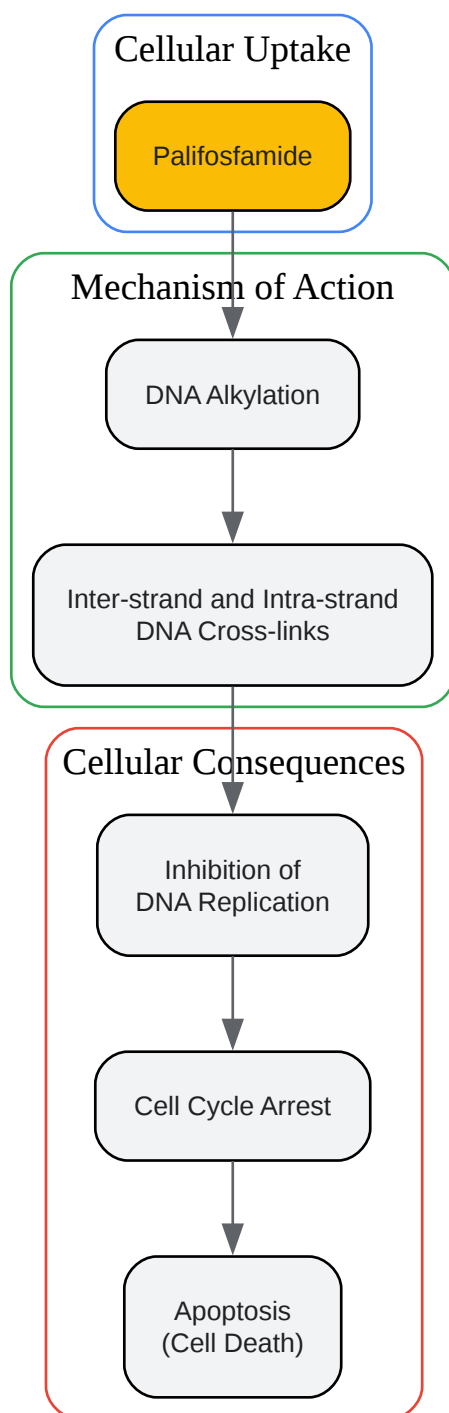 Cellular Uptake
Palifosfamide
Mechanism of Action
DNA Alkylation
Inter-strand and Intra-strand
DNA Cross-links
Cellular Consequences
Inhibition of
DNA Replication
Cell Cycle Arrest
Apoptosis
(Cell Death)